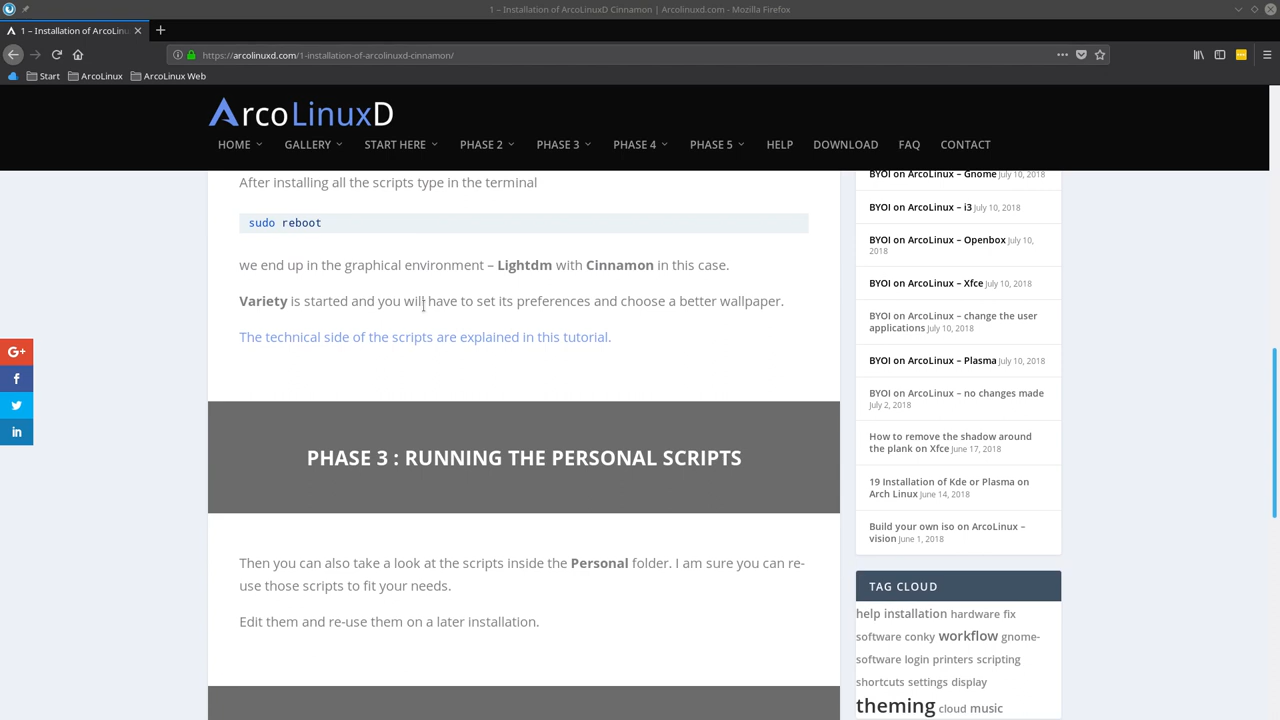 1 – Installation of ArcoLinuxD Cinnamon | Arcolinuxd.com - Mozilla Firefox
1 – Installation of ArcoLinu
https://arcolinuxd.com/1-installation-of-arcolinuxd-cinnamon/
Start ArcoLinux ArcoLinux Web
ArcoLinuxD
HOME GALLERY START HERE PHASE 2 PHASE 3 PHASE 4 PHASE 5 HELP DOWNLOAD FAQ CONTACT
After installing all the scripts type in the terminal
sudo reboot
we end up in the graphical environment – Lightdm with Cinnamon in this case.
Variety is started and you will have to set its preferences and choose a better wallpaper.
The technical side of the scripts are explained in this tutorial.
G+
f
in
PHASE 3 : RUNNING THE PERSONAL SCRIPTS
Then you can also take a look at the scripts inside the Personal folder. I am sure you can re-
use those scripts to fit your needs.
Edit them and re-use them on a later installation.
BYOI on ArcoLinux – Gnome July 10, 2018
BYOI on ArcoLinux – i3 July 10, 2018
BYOI on ArcoLinux – Openbox July 10,
2018
BYOI on ArcoLinux – Xfce July 10, 2018
BYOI on ArcoLinux – change the user
applications July 10, 2018
BYOI on ArcoLinux – Plasma July 10, 2018
BYOI on ArcoLinux – no changes made
July 2, 2018
How to remove the shadow around
the plank on Xfce June 17, 2018
19 Installation of Kde or Plasma on
Arch Linux June 14, 2018
Build your own iso on ArcoLinux –
vision June 1, 2018
TAG CLOUD
help installation hardware fix
software conky workflow gnome-
software login printers scripting
shortcuts settings display
theming cloud music